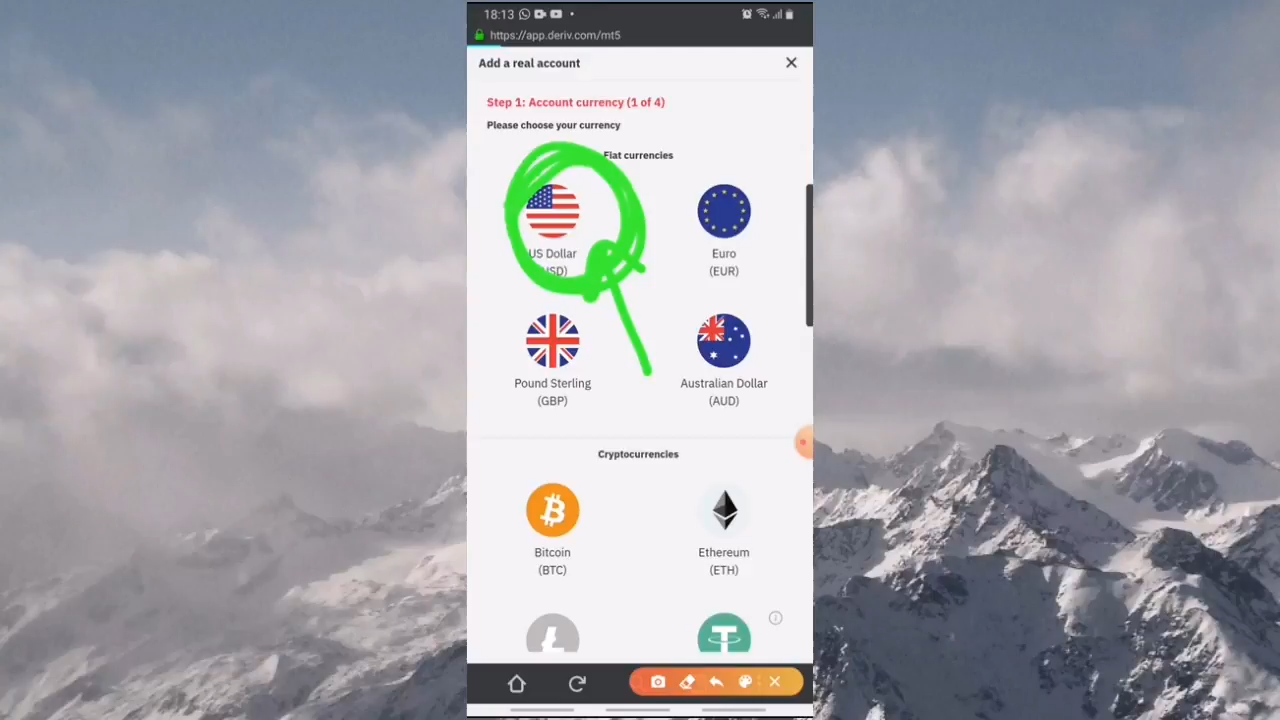 18:13
https://app.deriv.com/mt5
Add a real account
Step 1: Account currency (1 of 4)
Please choose your currency
Fiat currencies
US Dollar Euro
(USD) (EUR)
Pound Sterling Australian Dollar
(GBP) (AUD)
Cryptocurrencies
Bitcoin Ethereum
(BTC) (ETH)